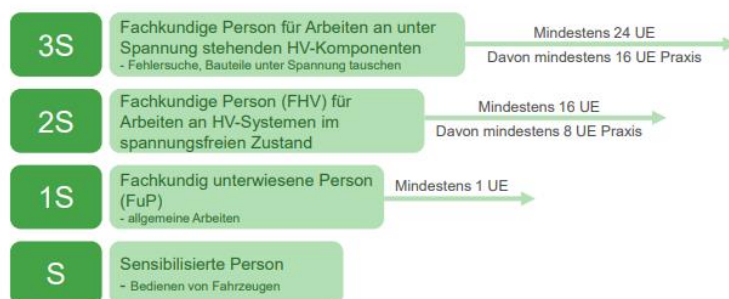 3S
Fachkundige Person für Arbeiten an unter
Spannung stehenden HV-Komponenten
- Fehlersuche, Bauteile unter Spannung tauschen
Mindestens 24 UE
Davon mindestens 16 UE Praxis
2S
Fachkundige Person (FHV) für
Arbeiten an HV-Systemen im
spannungsfreien Zustand
Mindestens 16 UE
Davon mindestens 8 UE Praxis
1S
Fachkundig unterwiesene Person
(FuP)
- allgemeine Arbeiten
Mindestens 1 UE
S
Sensibilisierte Person
- Bedienen von Fahrzeugen